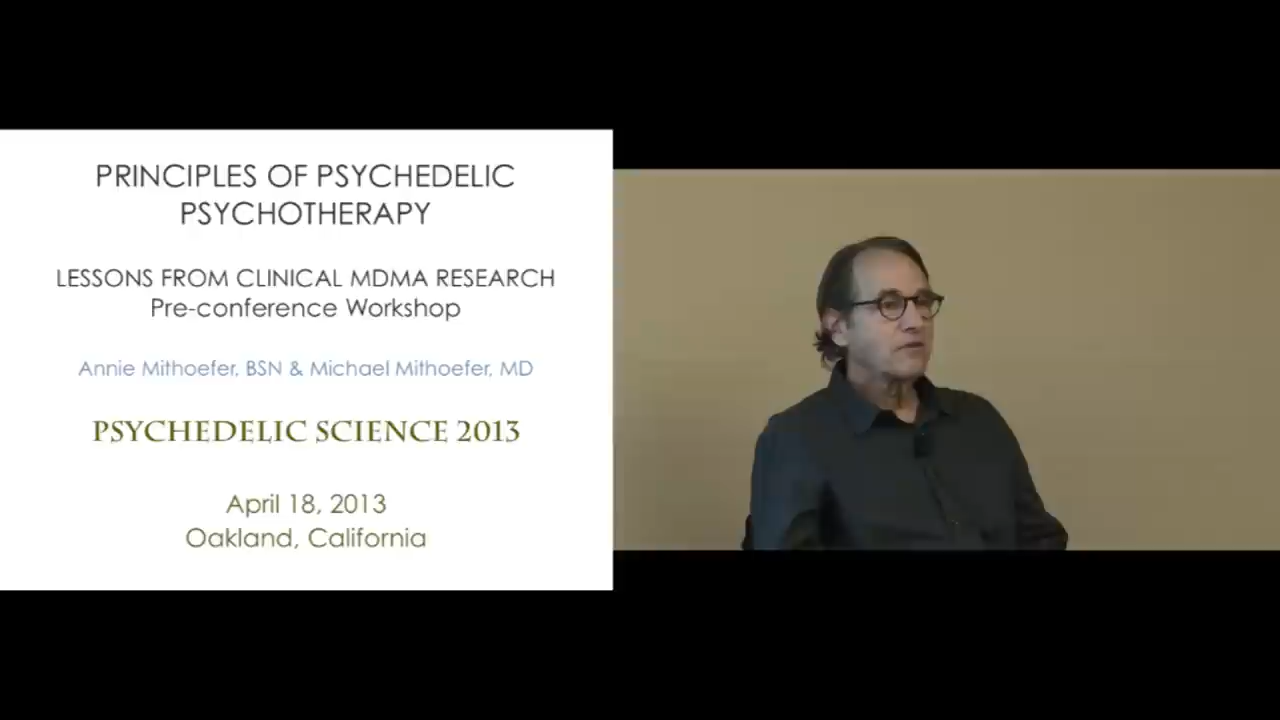 PRINCIPLES OF PSYCHEDELIC
PSYCHOTHERAPY
LESSONS FROM CLINICAL MDMA RESEARCH
Pre-conference Workshop
Annie Mithoefer, BSN & Michael Mithoefer, MD
PSYCHEDELIC SCIENCE 2013
April 18, 2013
Oakland, California